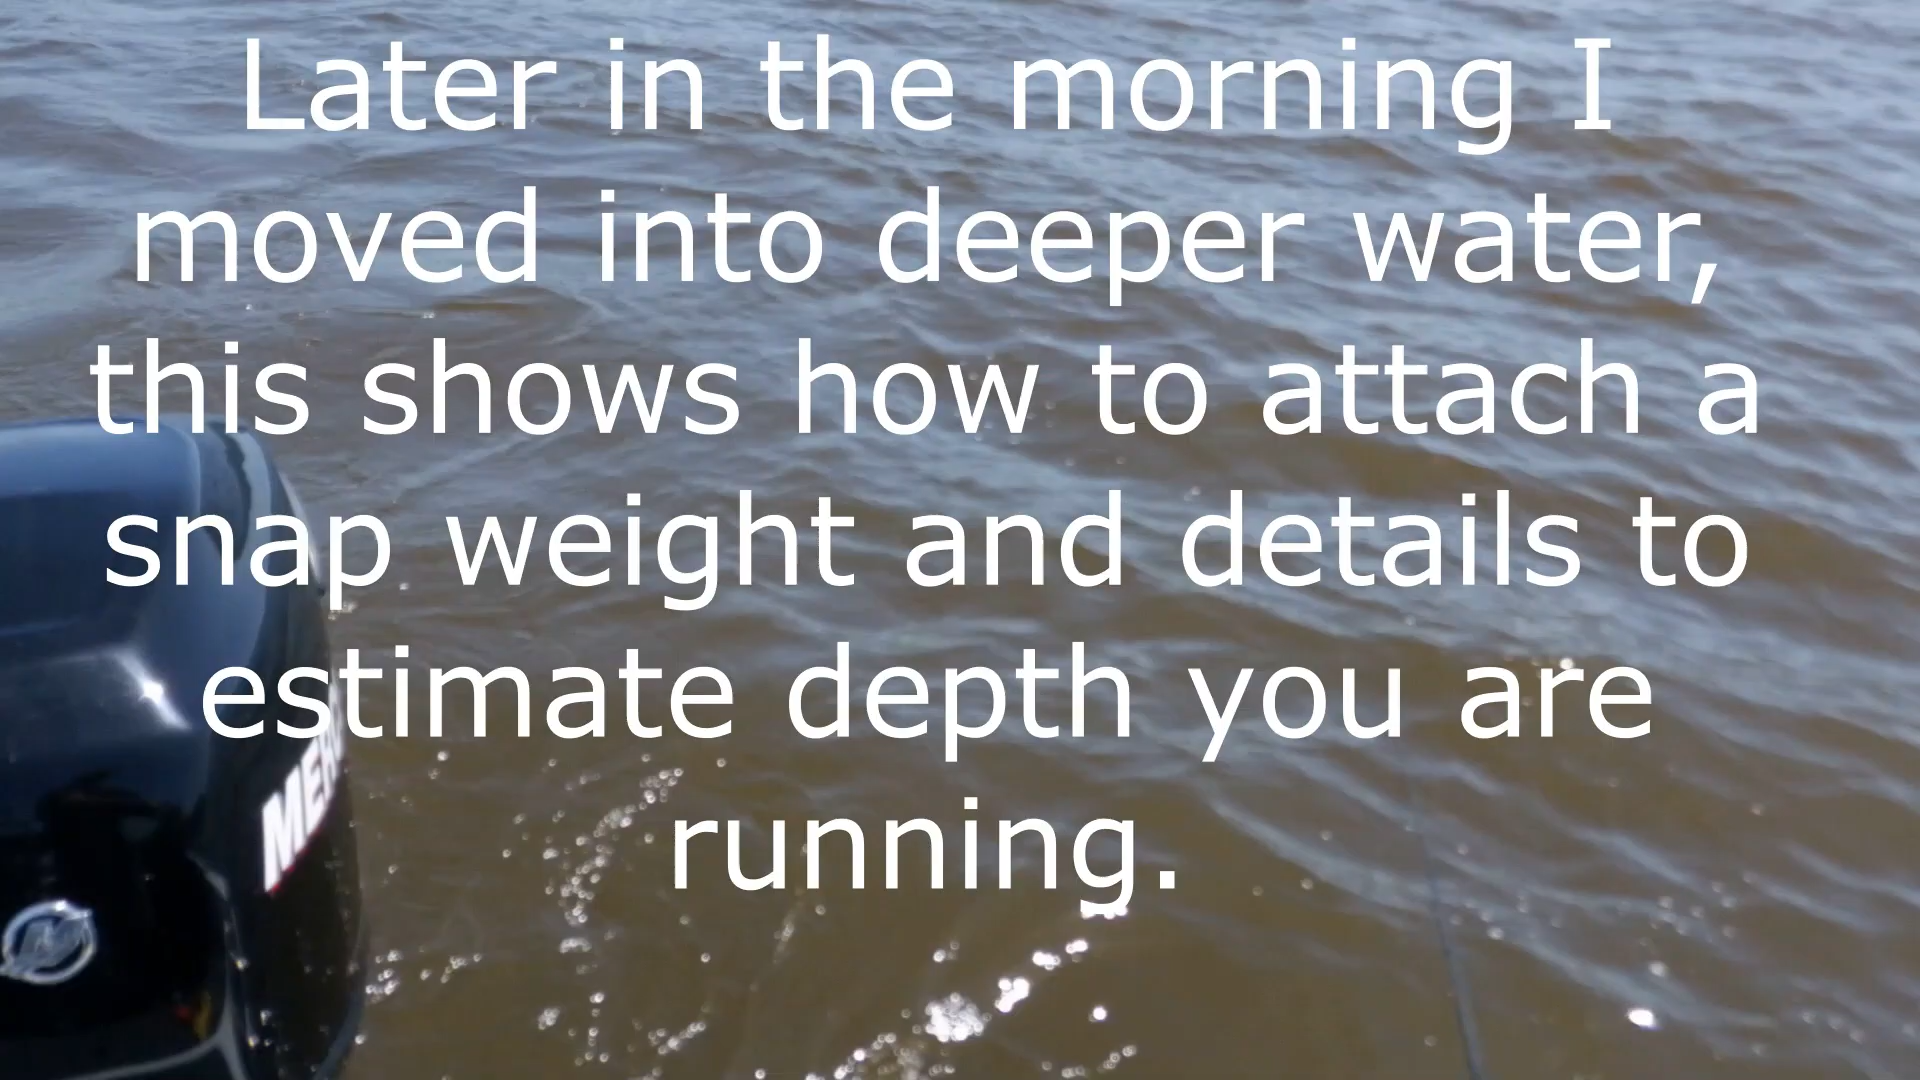 Later in the morning I
moved into deeper water,
this shows how to attach a
snap weight and details to
estimate depth you are
running.
MER